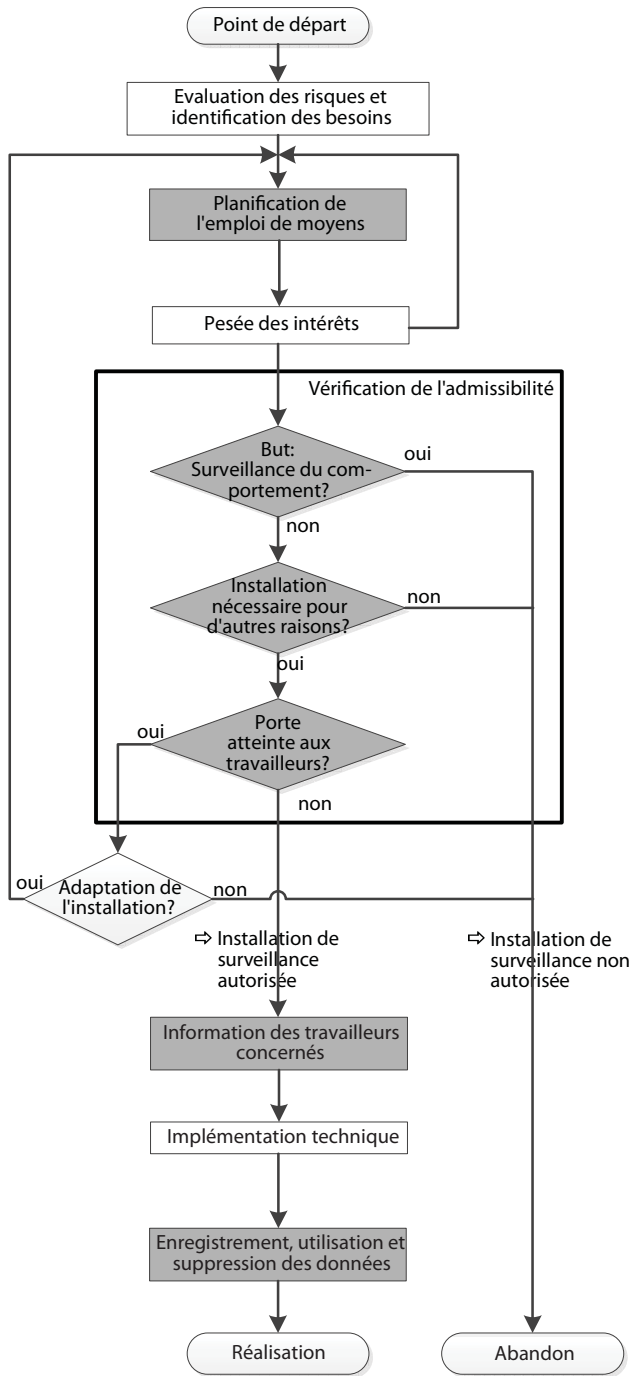 Point de départ
Evaluation des risques et
identification des besoins
Planification de
l'emploi de moyens
Pesée des intérêts
Vérification de l'admissibilité
But:
Surveillance du com-
portement?
oui
non
Installation
nécessaire pour
d'autres raisons?
non
oui
Porte
atteinte aux
travailleurs?
oui
non
Adaptation de
l'installation?
oui
non
⇨ Installation de
surveillance
autorisée
⇨ Installation de
surveillance non
autorisée
Information des travailleurs
concernés
Implémentation technique
Enregistrement, utilisation et
suppression des données
Réalisation
Abandon